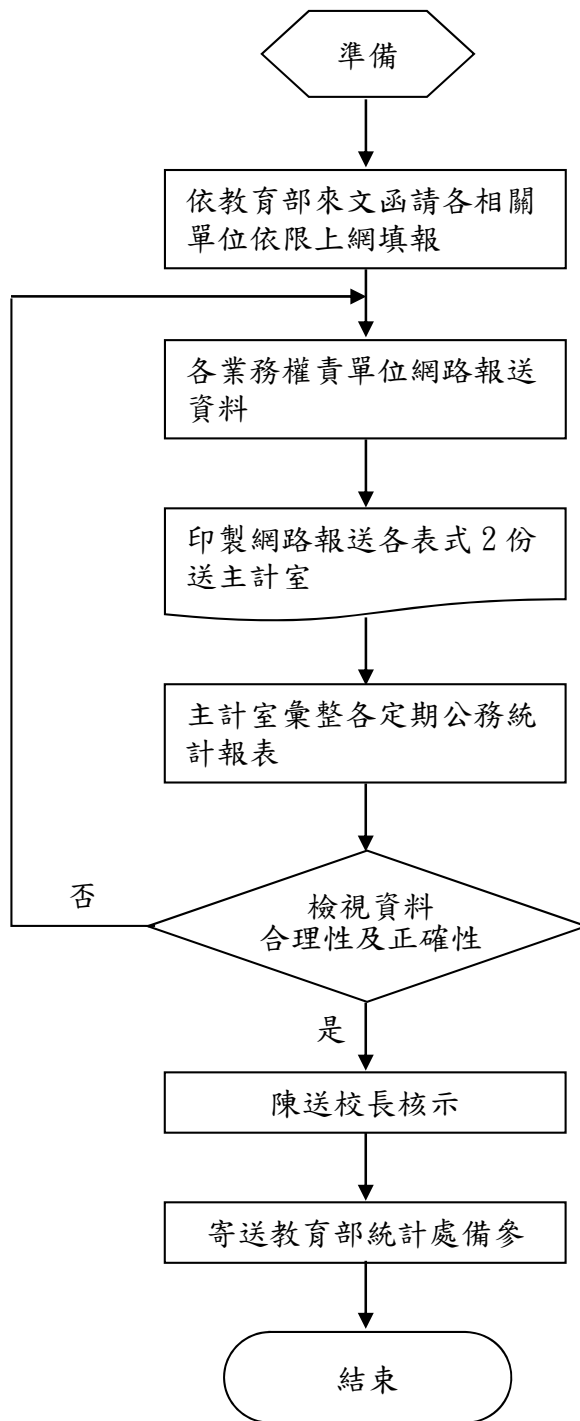 準備
依教育部來文函請各相關
單位依限上網填報
各業務權責單位網路報送
資料
印製網路報送各表式 2 份
送主計室
主計室彙整各定期公務統
計報表
檢視資料
合理性及正確性
否
是
陳送校長核示
寄送教育部統計處備參
結束